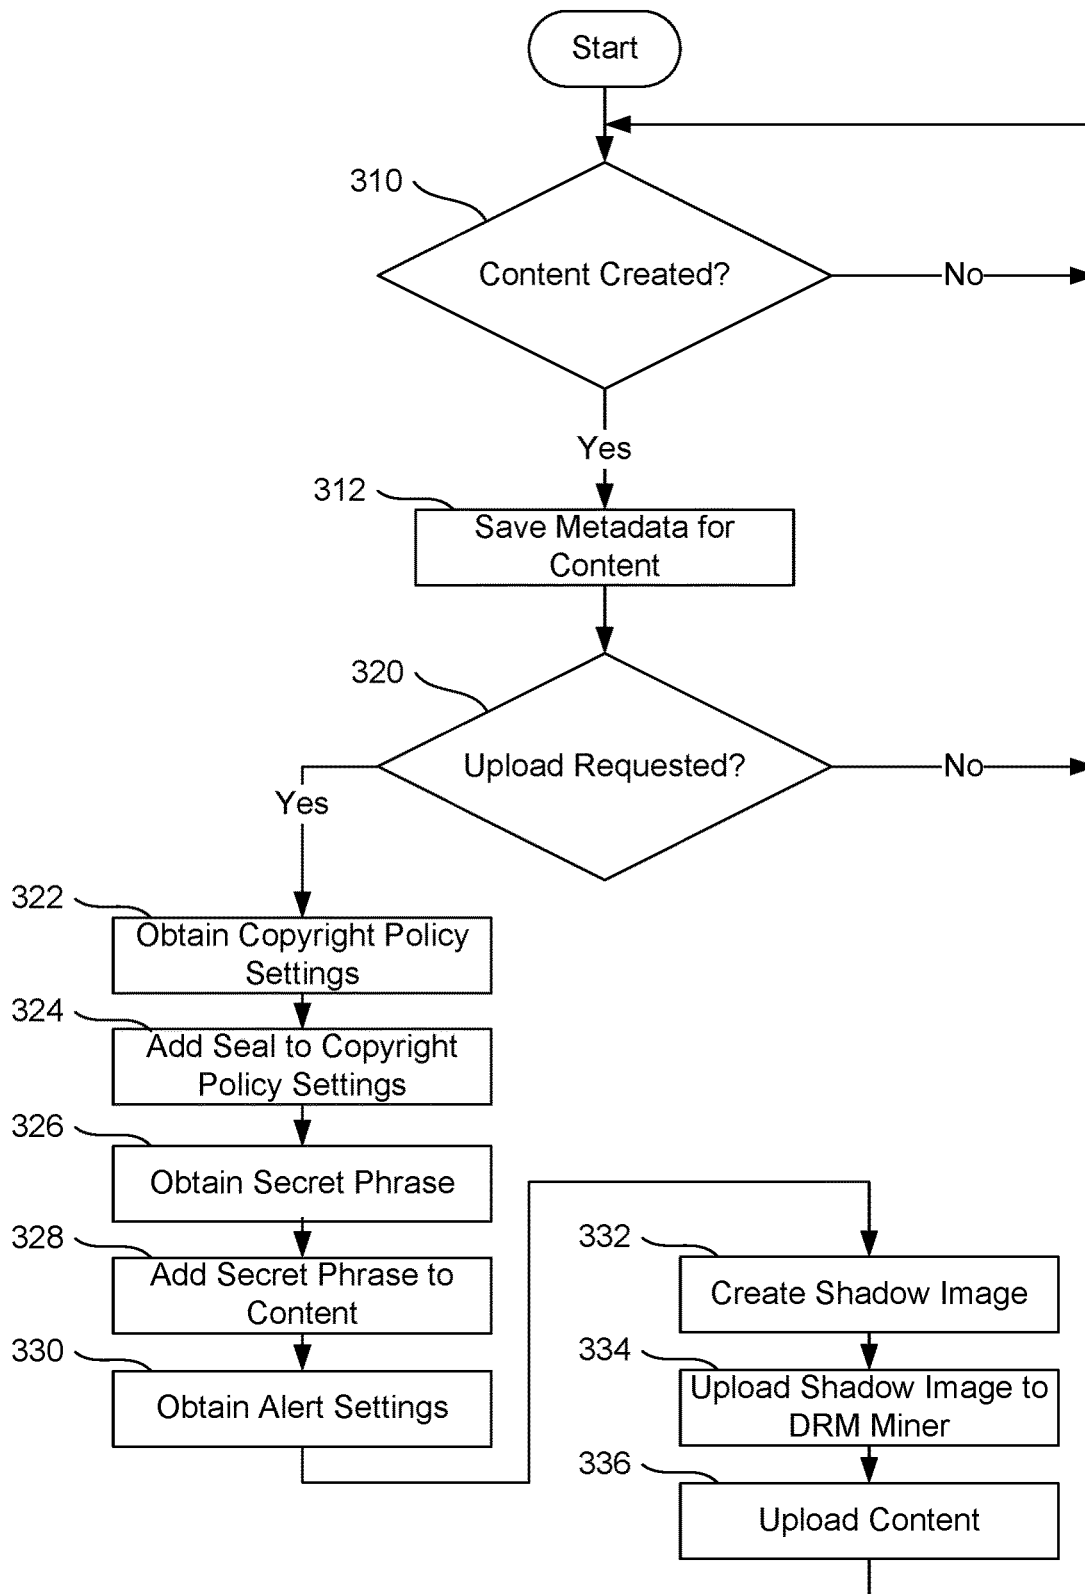 Start
310
Content Created?
No
Yes
312
Save Metadata for
Content
320
Upload Requested?
No
Yes
322
Obtain Copyright Policy
Settings
324
Add Seal to Copyright
Policy Settings
326
Obtain Secret Phrase
328
Add Secret Phrase to
Content
330
Obtain Alert Settings
332
Create Shadow Image
334
Upload Shadow Image to
DRM Miner
336
Upload Content